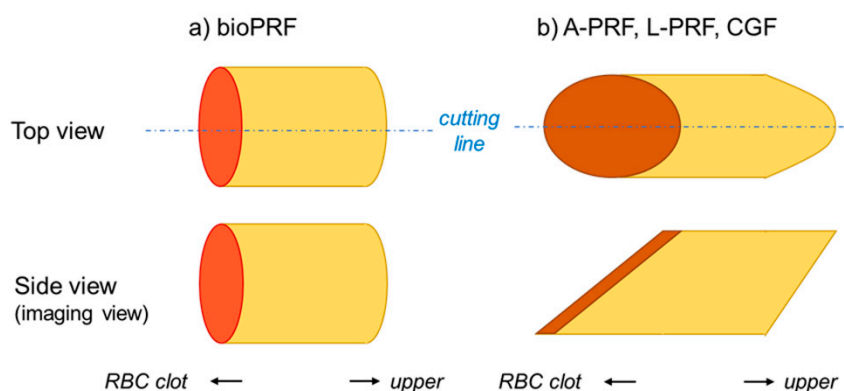 a) bioPRF
b) A-PRF, L-PRF, CGF
Top view
cutting
line
Side view
(imaging view)
RBC clot
upper
RBC clot
upper